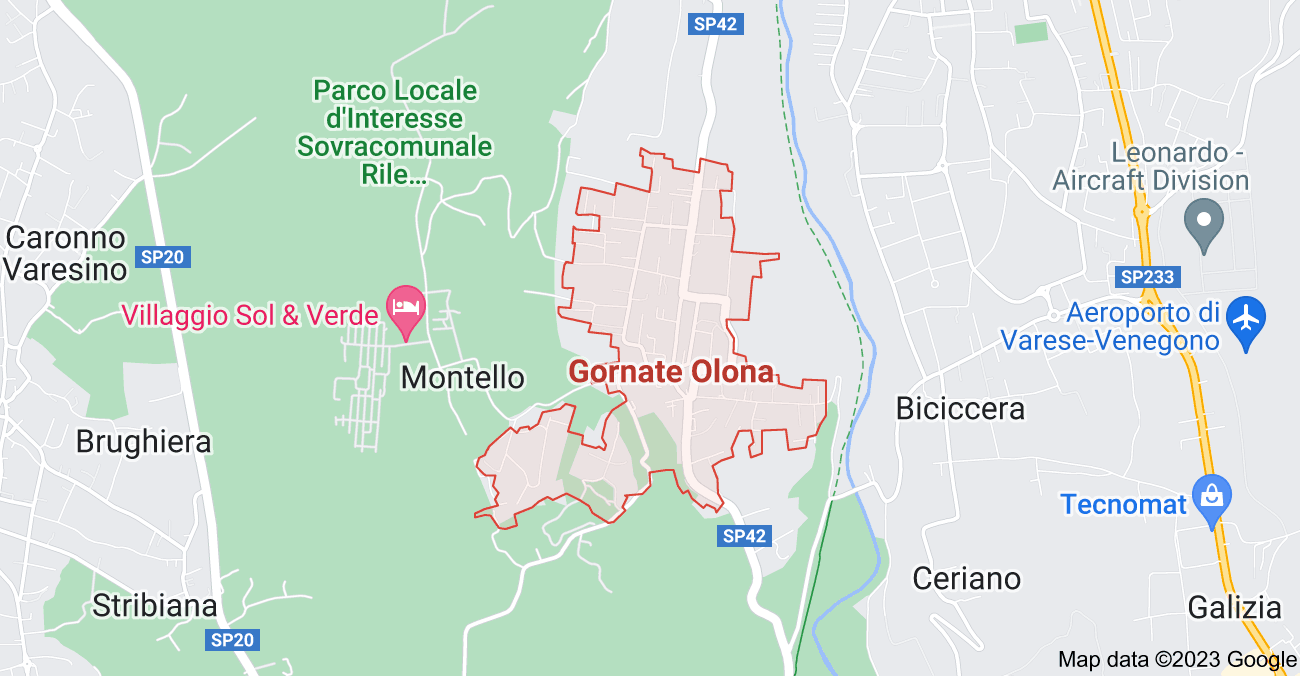 SP42
Parco Locale
d'Interesse
Sovracomunale
Rile...
Leonardo -
Aircraft Division
Caronno
Varesino
SP20
SP233
Villaggio Sol & Verde
Aeroporto di
Varese-Venegono
Montello
Gornate Olona
Biciccera
Brughiera
Tecnomat
SP42
Ceriano
Stribiana
Galizia
SP20
Map data ©2023 Google